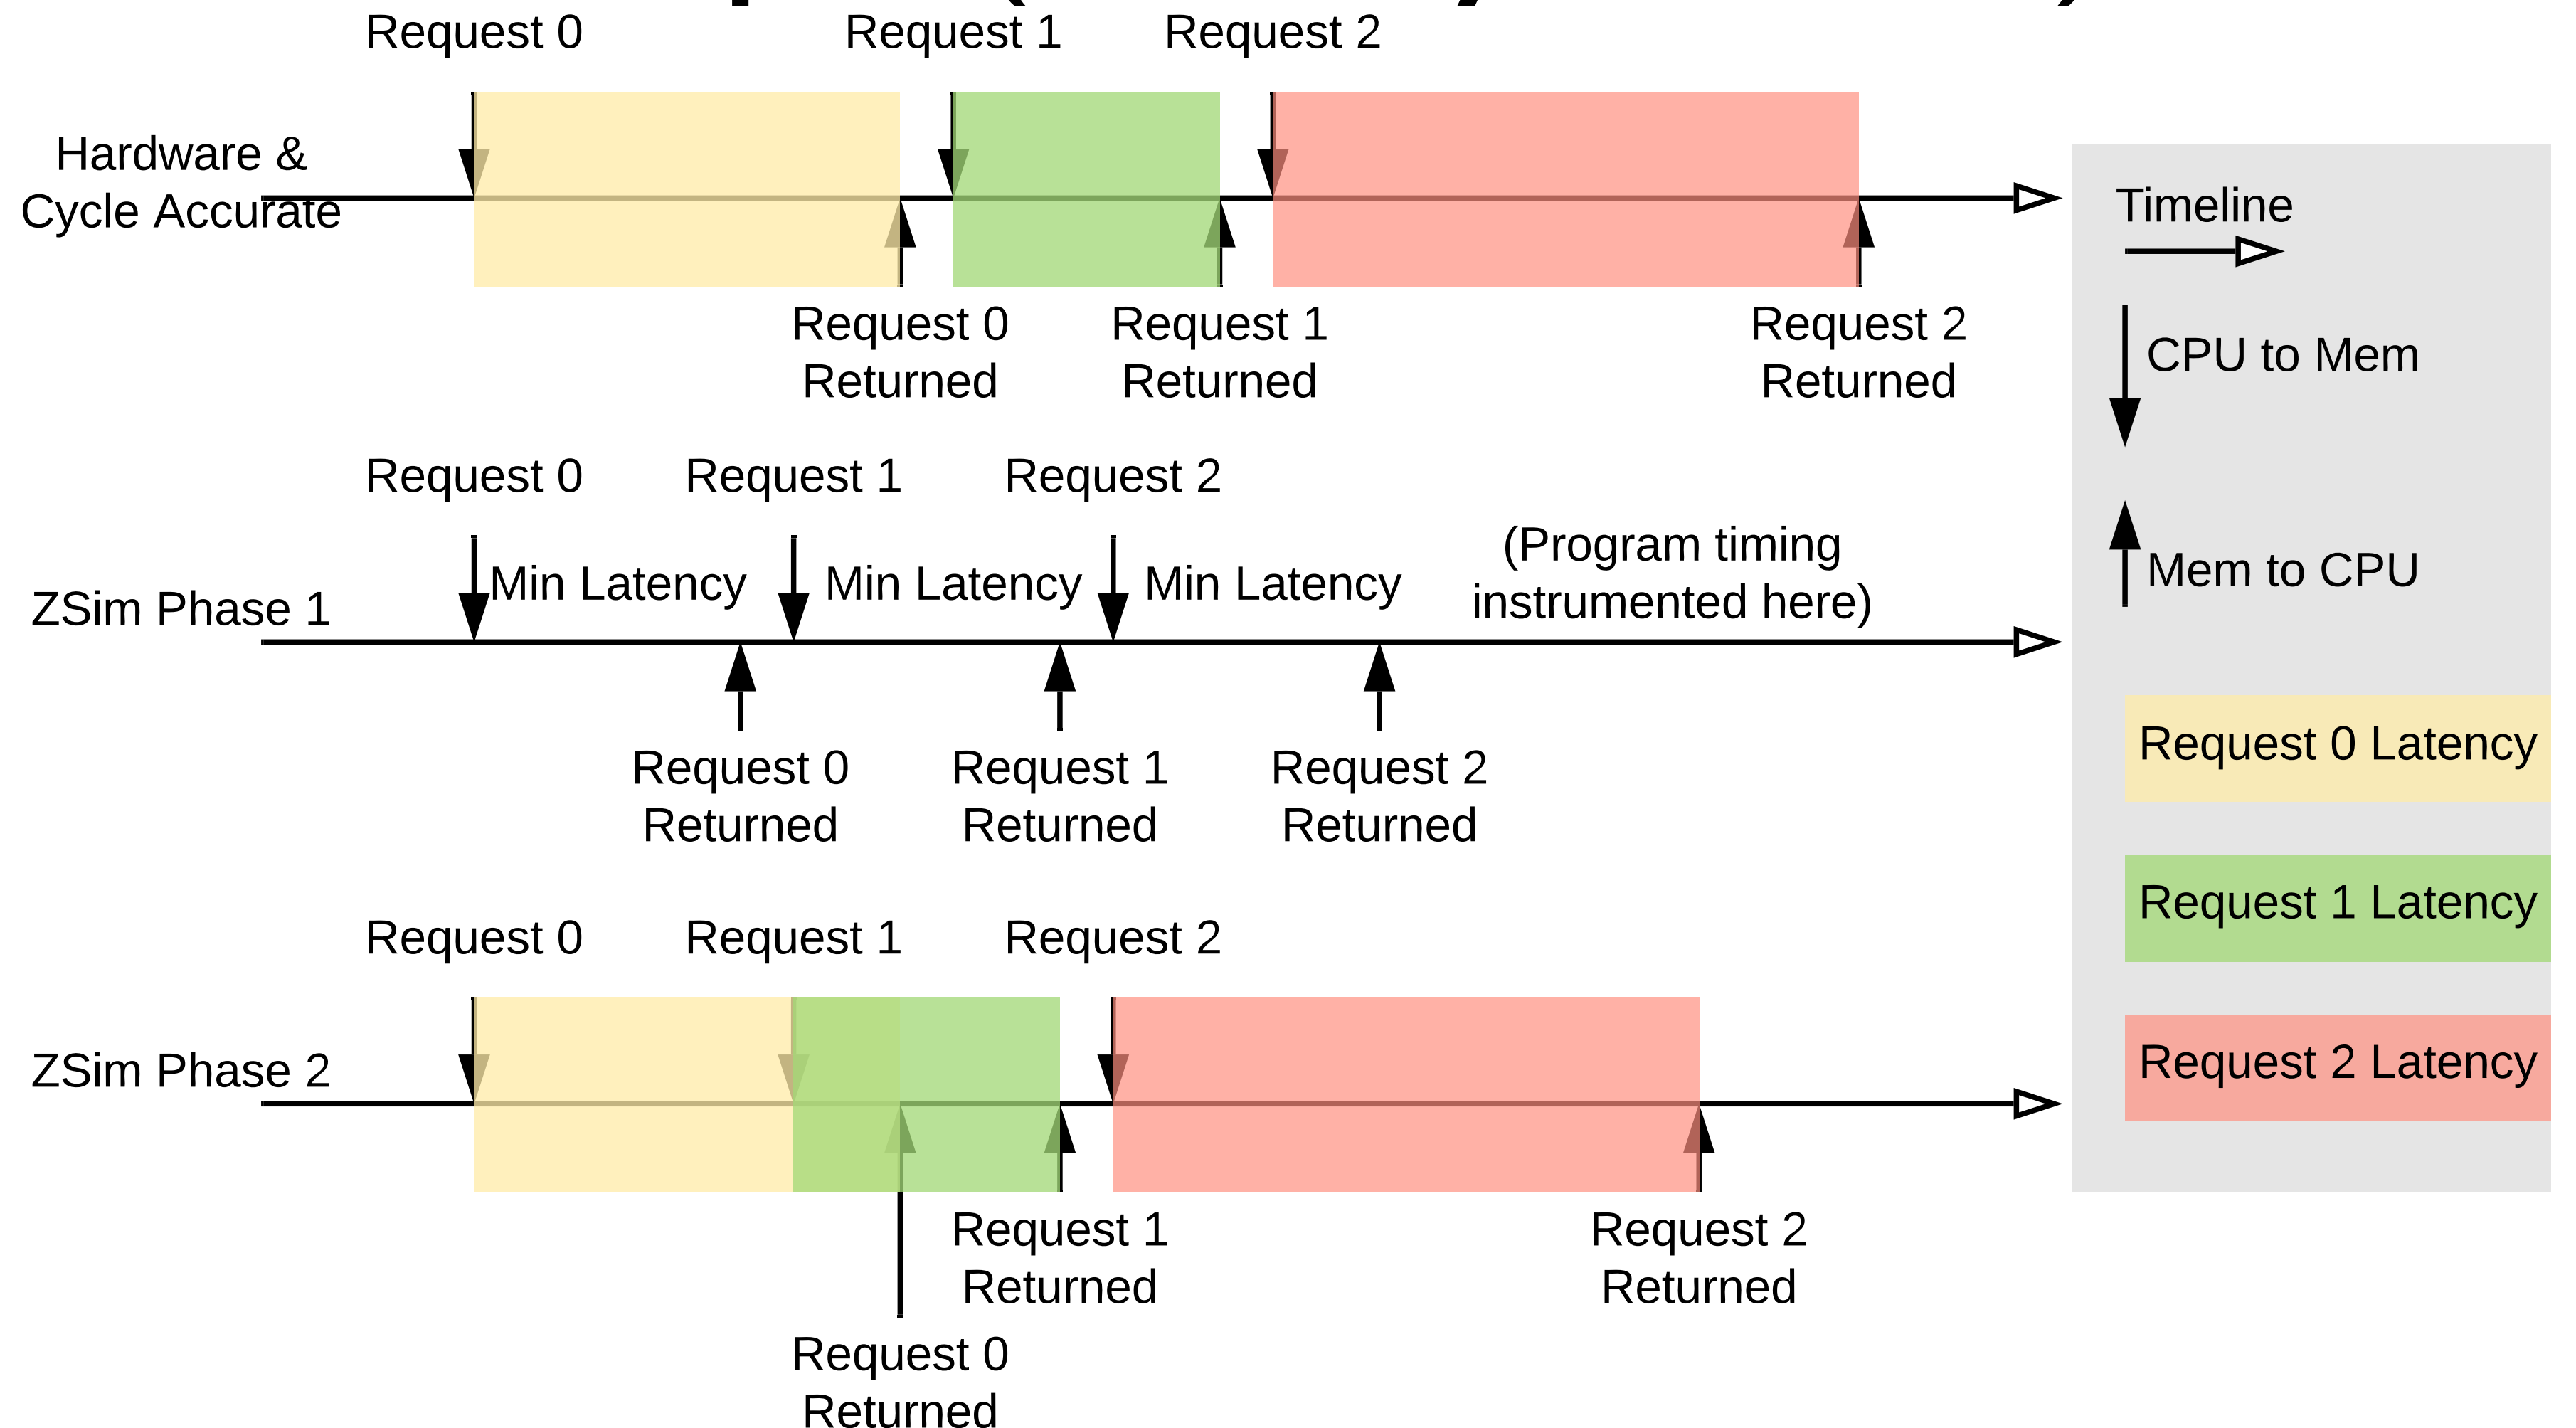 Request 0 Request 1 Request 2
Hardware &
Cycle Accurate
Request 0 Request 1 Request 2
Returned Returned Returned
Request 0 Request 1 Request 2
Min Latency Min Latency Min Latency
(Program timing
instrumented here)
ZSim Phase 1
Request 0 Request 1 Request 2
Returned Returned Returned
Request 0 Request 1 Request 2
ZSim Phase 2
Request 1 Request 2
Returned Returned
Request 0
Returned
Timeline
CPU to Mem
Mem to CPU
Request 0 Latency
Request 1 Latency
Request 2 Latency